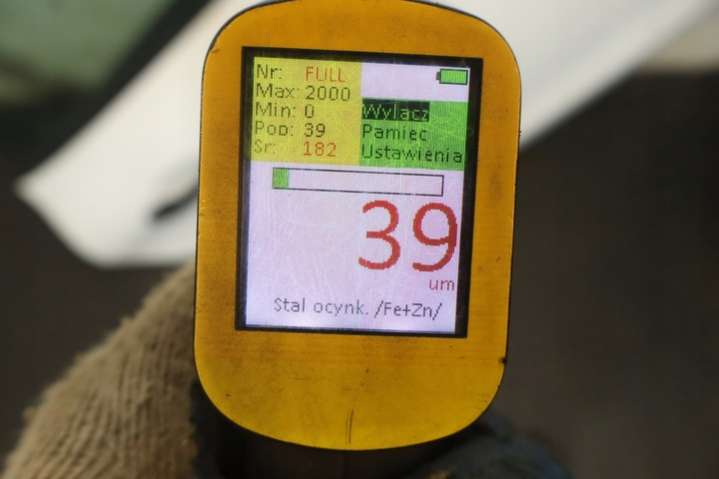 Nr: FULL
Max: 2000
Min: 0
Pop: 39
Sr: 182
Wylacz
Pamiec
Ustawienia
39
um
Stal ocynk. /Fe+Zn/